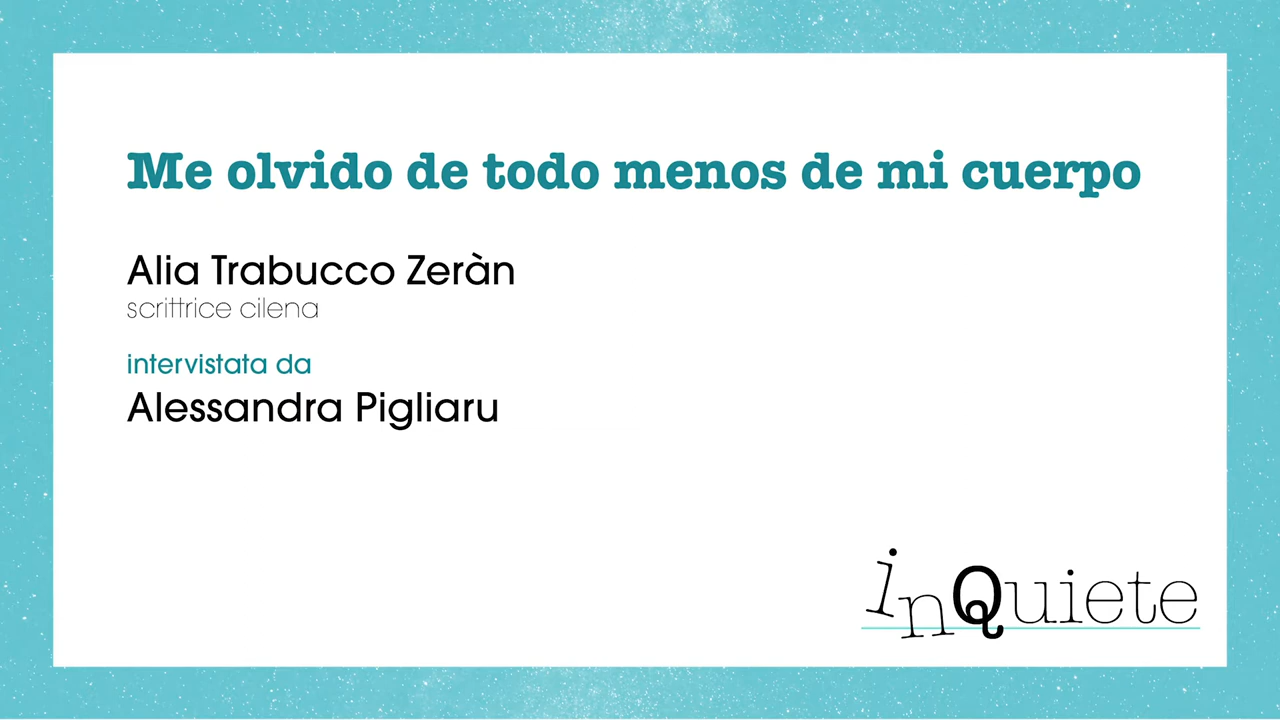 Me olvido de todo menos de mi cuerpo
Alia Trabucco Zeràn
scrittrice cilena
intervistata da
Alessandra Pigliaru
inQuiete